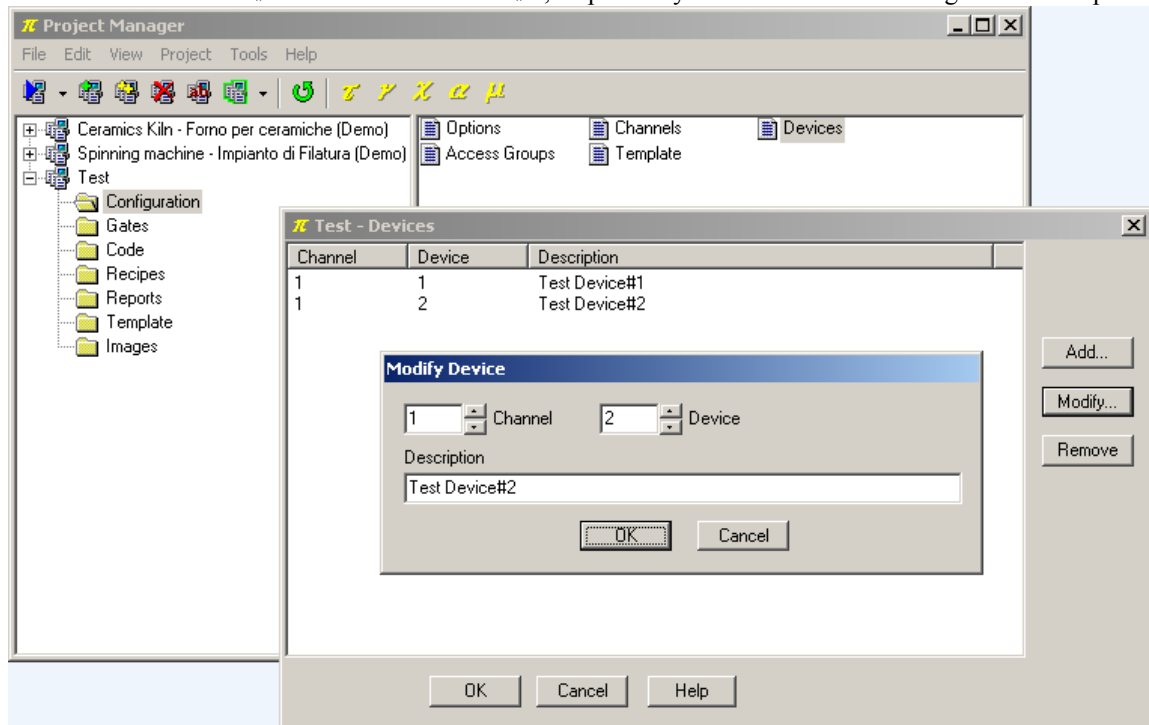 Project Manager
File Edit View Project Tools Help
τ γ χ α μ
Ceramics Kiln - Forno per ceramiche (Demo)
Spinning machine - Impianto di Filatura (Demo)
Test
Configuration
Gates
Code
Recipes
Reports
Template
Images
Options Channels Devices
Access Groups Template
π Test - Devices
Channel Device Description
1 1 Test Device#1
1 2 Test Device#2
Modify Device
1 Channel 2 Device
Description
Test Device#2
OK Cancel
Add...
Modify...
Remove
OK Cancel Help